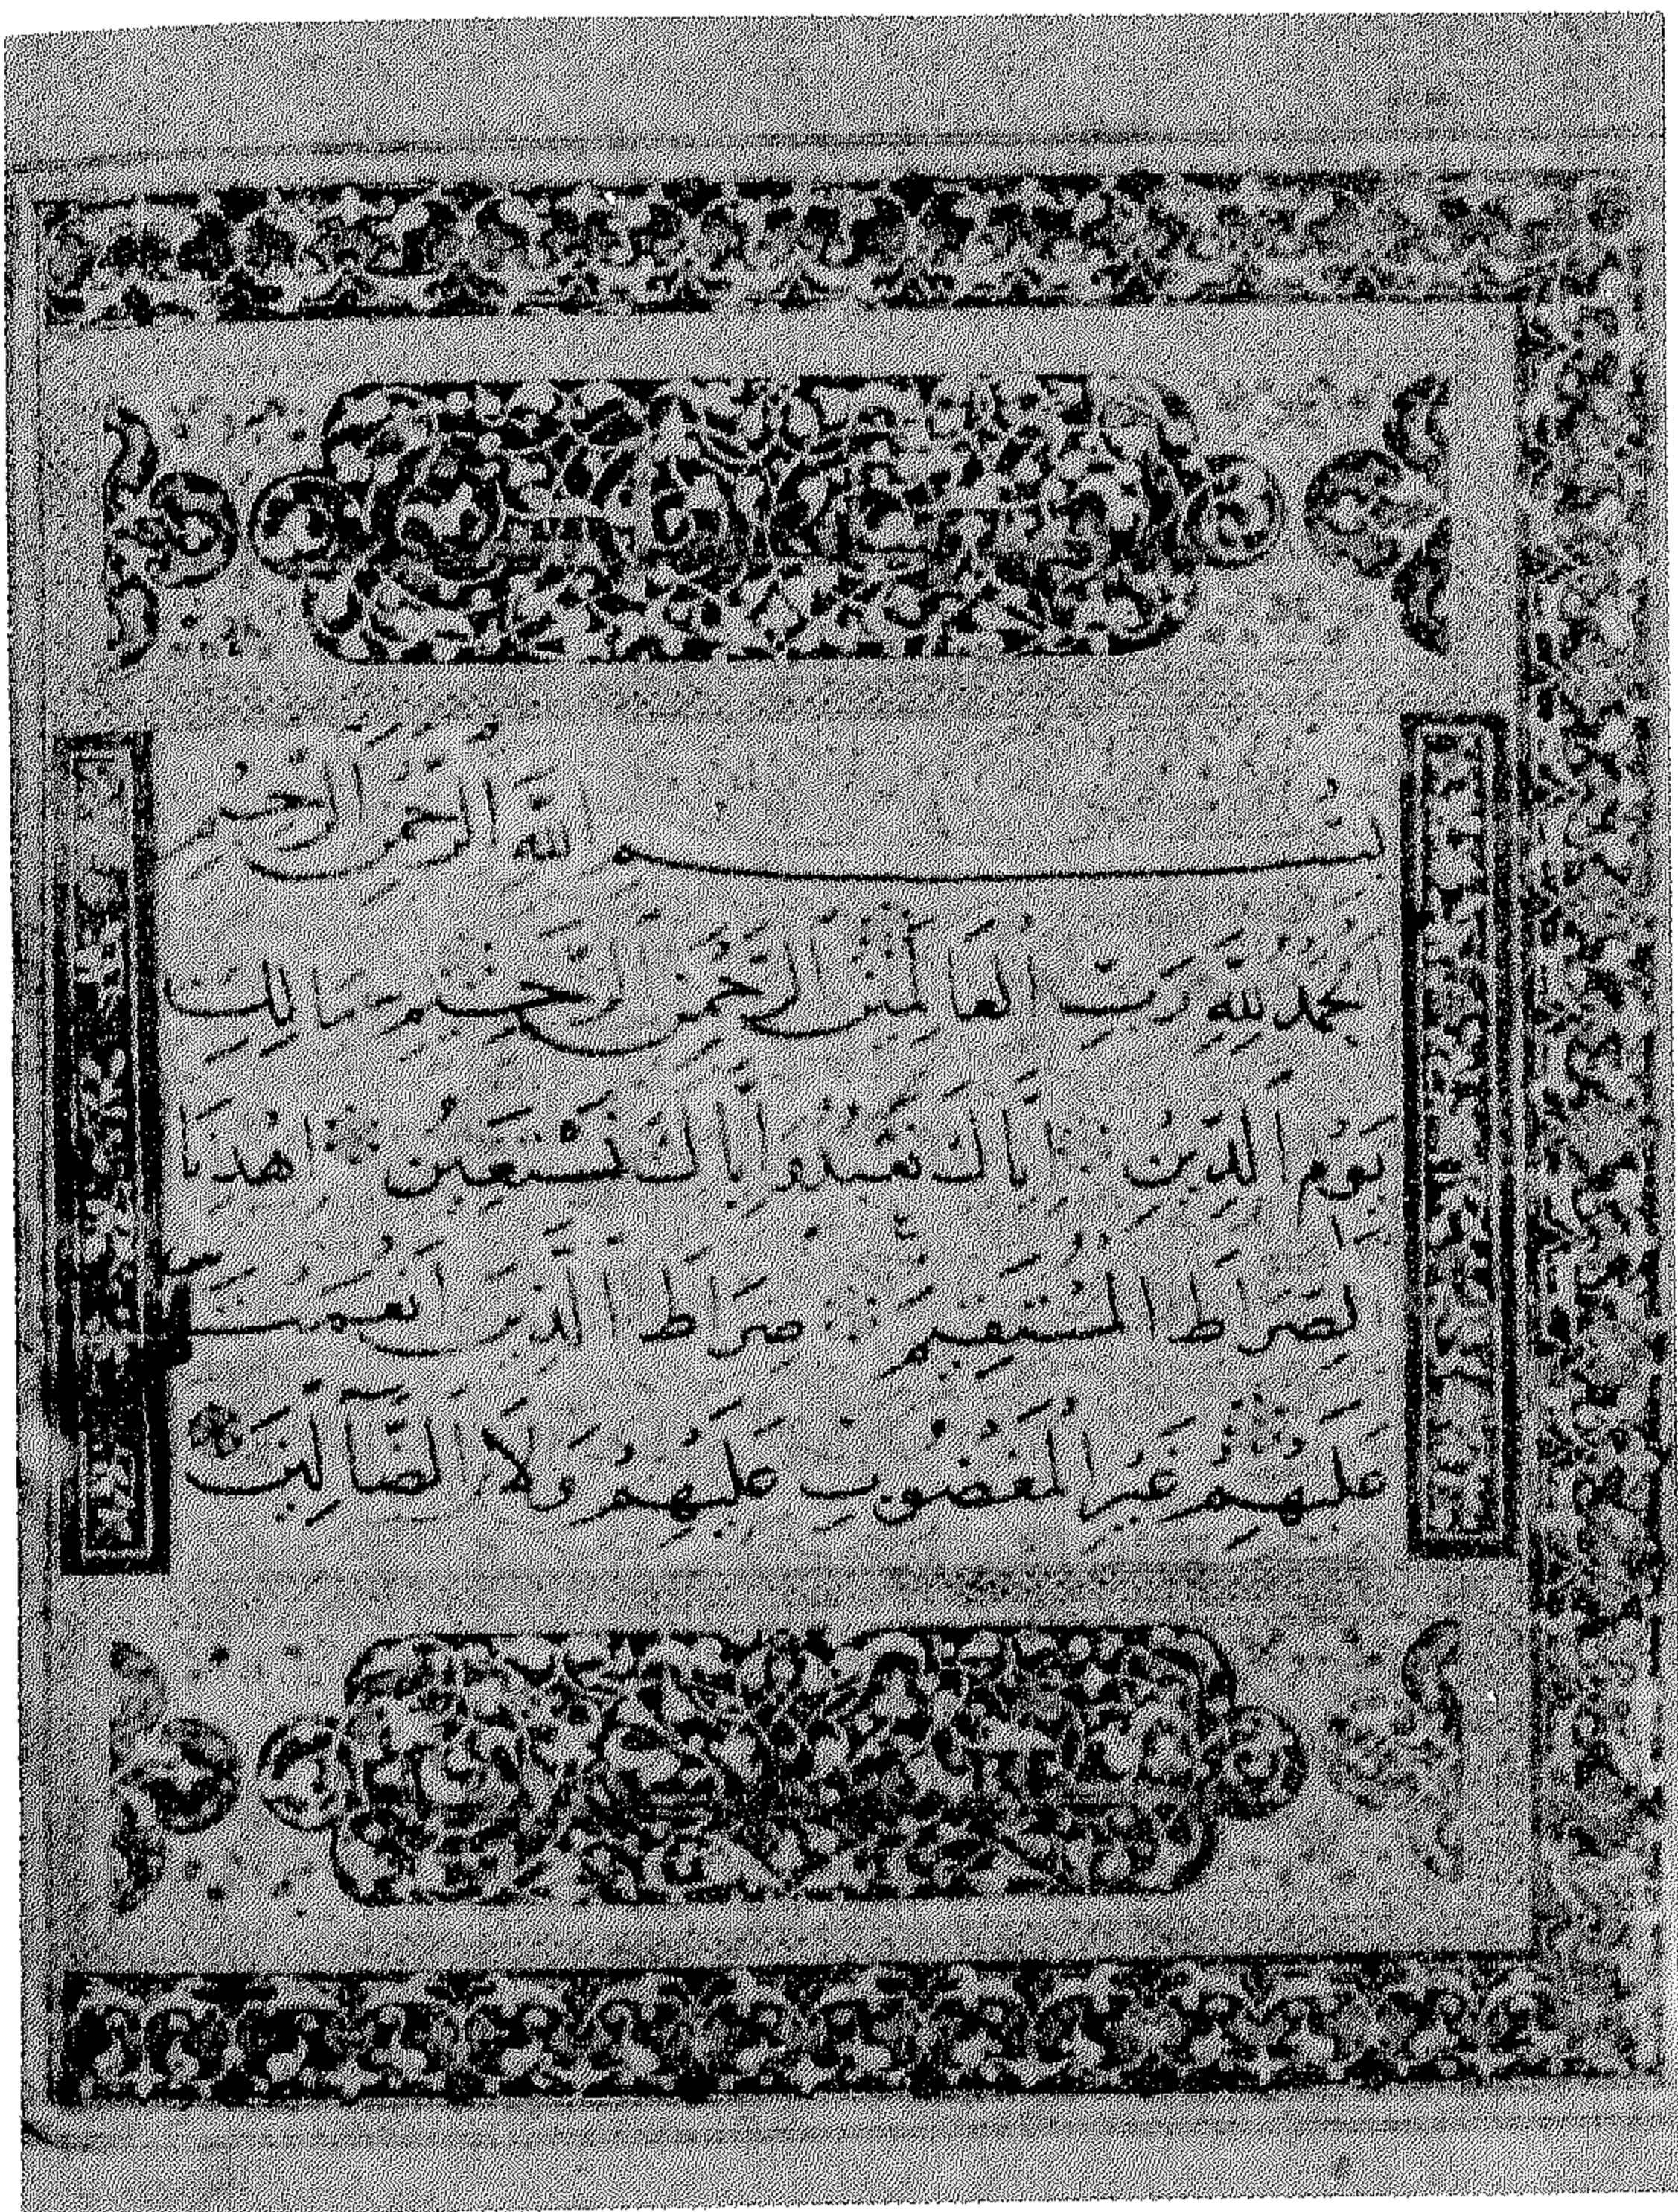 بسم الله الرحمن الرحيم
الحمد لله رب العالمين الرحمن الرحيم مالك
يوم الدين اياك نعبد واياك نستعين اهدنا
الصراط المستقيم صراط الذين انعمت
عليهم غير المغضوب عليهم ولا الضالين